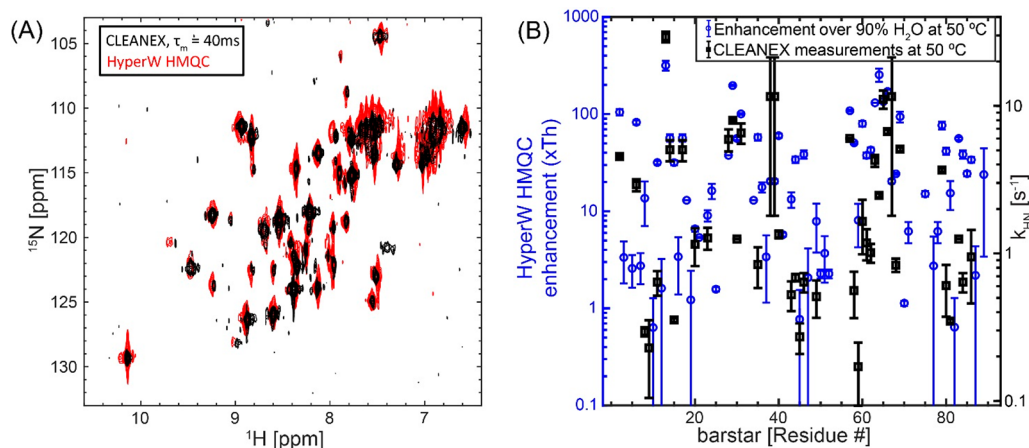 (A)
CLEANEX, τm = 40ms
HyperW HMQC
105
110
115
120
125
130
15N [ppm]
10
9
8
7
1H [ppm]
(B)
Enhancement over 90% H2O at 50 ºC
CLEANEX measurements at 50 ºC
1000
100
10
1
0.1
HyperW HMQC
enhancement (xTh)
10
1
0.1
kHN [s-1]
20
40
60
80
barstar [Residue #]